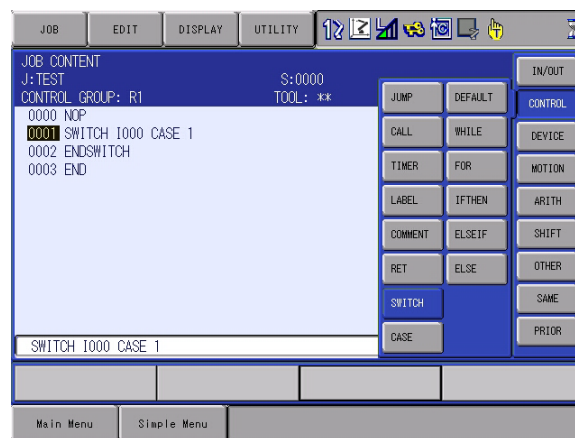 JOB EDIT DISPLAY UTILITY
JOB CONTENT
J:TEST S:0000
CONTROL GROUP: R1 TOOL: **
0000 NOP
0001 SWITCH I000 CASE 1
0002 ENDSWITCH
0003 END
JUMP DEFAULT
CALL WHILE
TIMER FOR
LABEL IFTHEN
COMMENT ELSEIF
RET ELSE
SWITCH
CASE
IN/OUT
CONTROL
DEVICE
MOTION
ARITH
SHIFT
OTHER
SAME
PRIOR
SWITCH I000 CASE 1
Main Menu Simple Menu